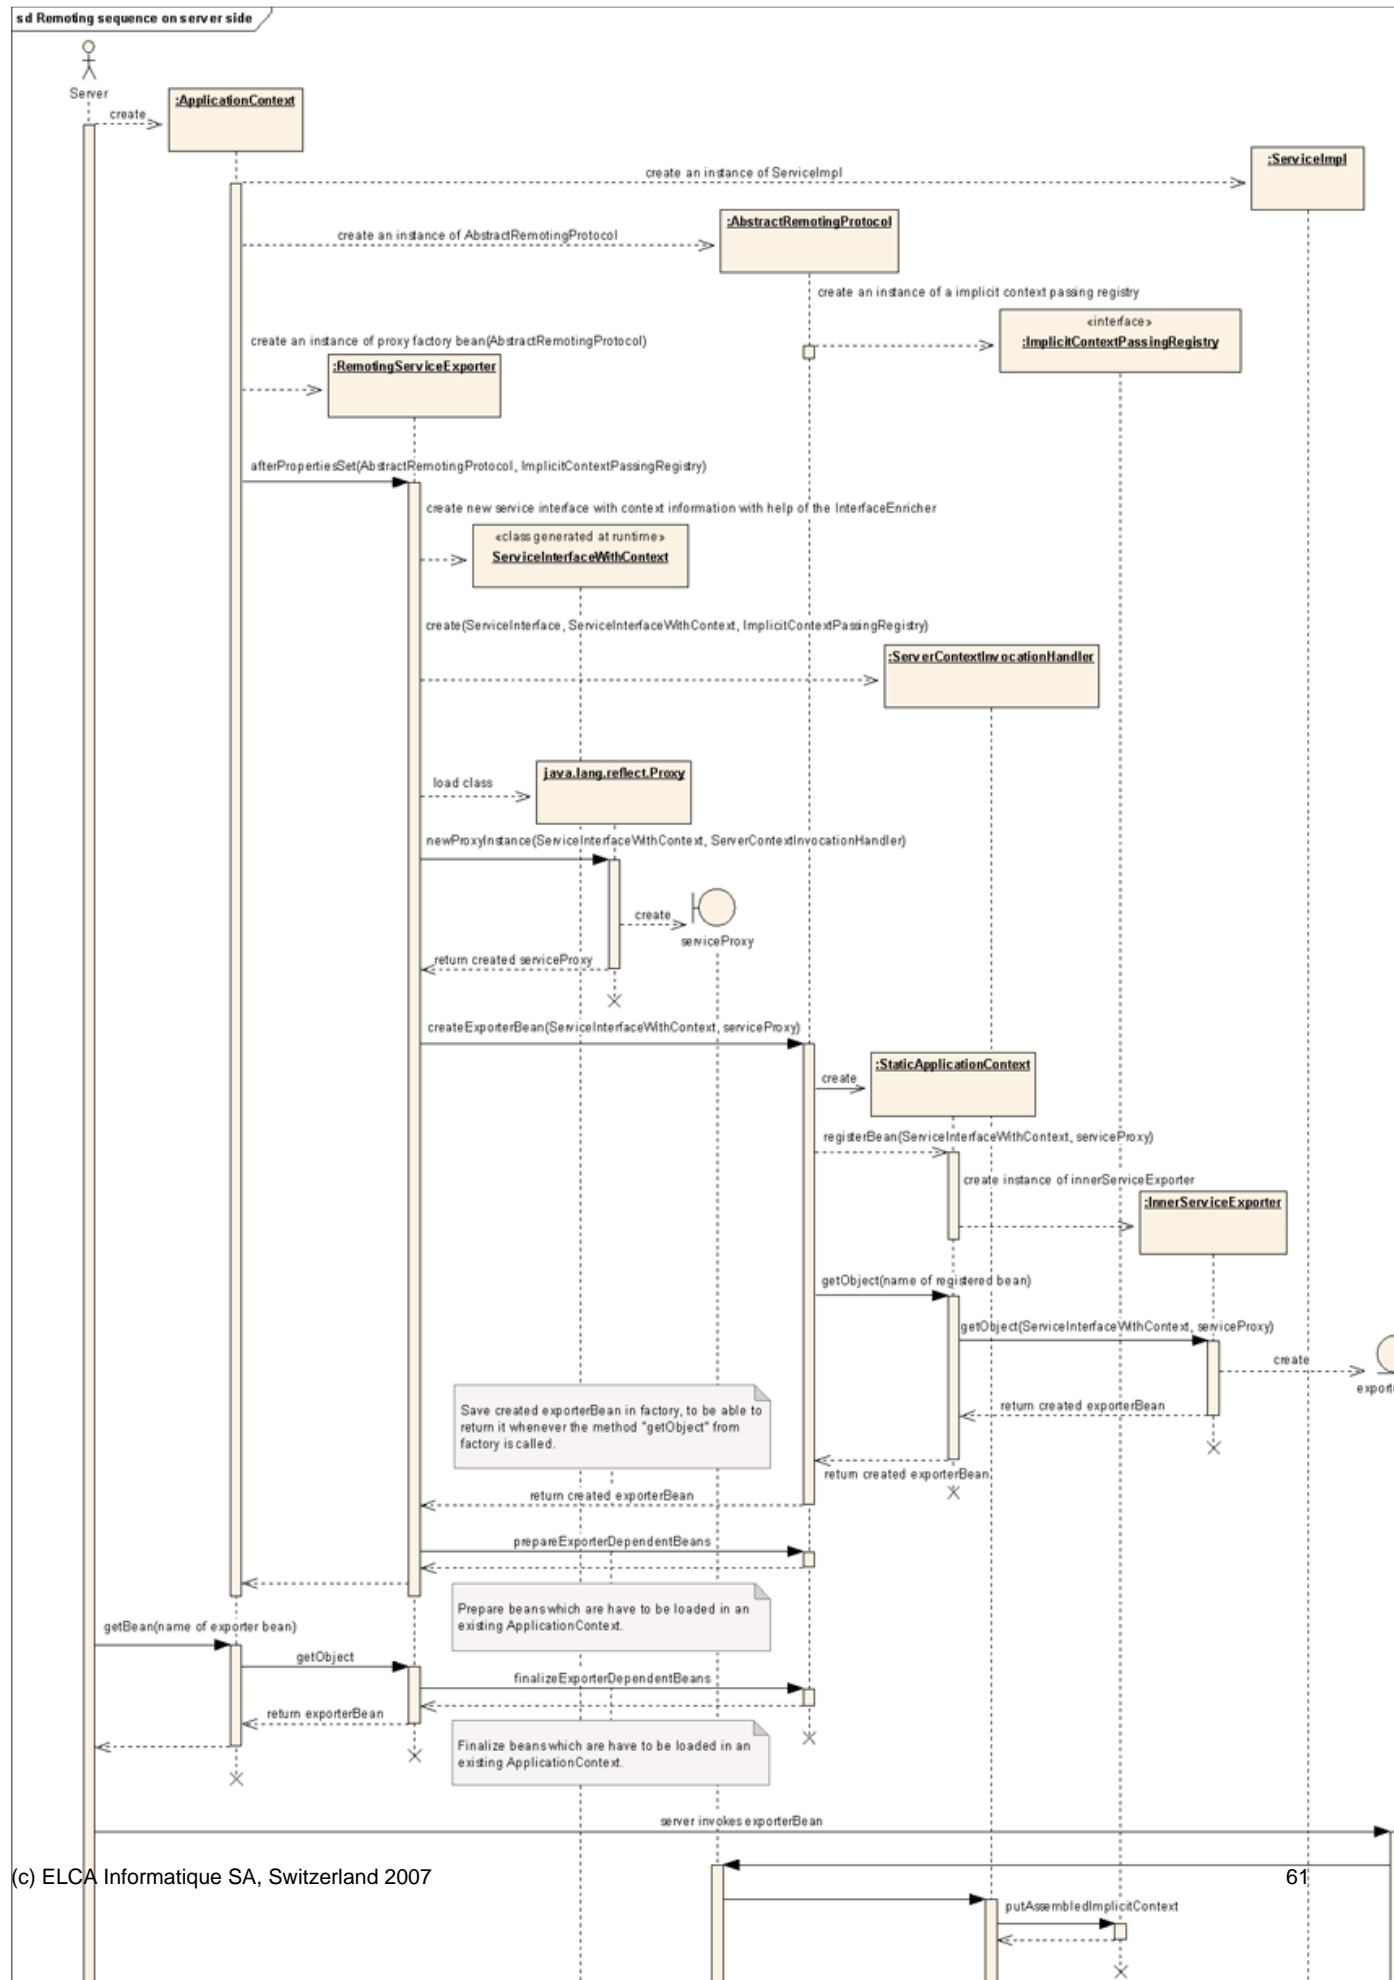 sd Remoting sequence on server side
Server
:ApplicationContext
create
:ServiceImpl
create an instance of ServiceImpl
:AbstractRemotingProtocol
create an instance of AbstractRemotingProtocol
create an instance of a implicit context passing registry
«interface»
:ImplicitContextPassingRegistry
create an instance of proxy factory bean(AbstractRemotingProtocol)
:RemotingServiceExporter
afterPropertiesSet(AbstractRemotingProtocol, ImplicitContextPassingRegistry)
create new service interface with context information with help of the InterfaceEnricher
«class generated at runtime»
ServiceInterfaceWithContext
create(ServiceInterface, ServiceInterfaceWithContext, ImplicitContextPassingRegistry)
:ServerContextInvocationHandler
java.lang.reflect.Proxy
load class
newProxyInstance(ServiceInterfaceWithContext, ServerContextInvocationHandler)
create
serviceProxy
return created serviceProxy
createExporterBean(ServiceInterfaceWithContext, serviceProxy)
:StaticApplicationContext
create
registerBean(ServiceInterfaceWithContext, serviceProxy)
create instance of innerServiceExporter
:InnerServiceExporter
getObject(name of registered bean)
getObject(ServiceInterfaceWithContext, serviceProxy)
create
return created exporterBean
Save created exporterBean in factory, to be able to
return it whenever the method "getObject" from
factory is called.
return created exporterBean
return created exporterBean
prepareExporterDependentBeans
Prepare beans which are have to be loaded in an
existing ApplicationContext.
getBean(name of exporter bean)
getObject
finalizeExporterDependentBeans
return exporterBean
Finalize beans which are have to be loaded in an
existing ApplicationContext.
server invokes exporterBean
(c) ELCA Informatique SA, Switzerland 2007 61
putAssembledImplicitContext